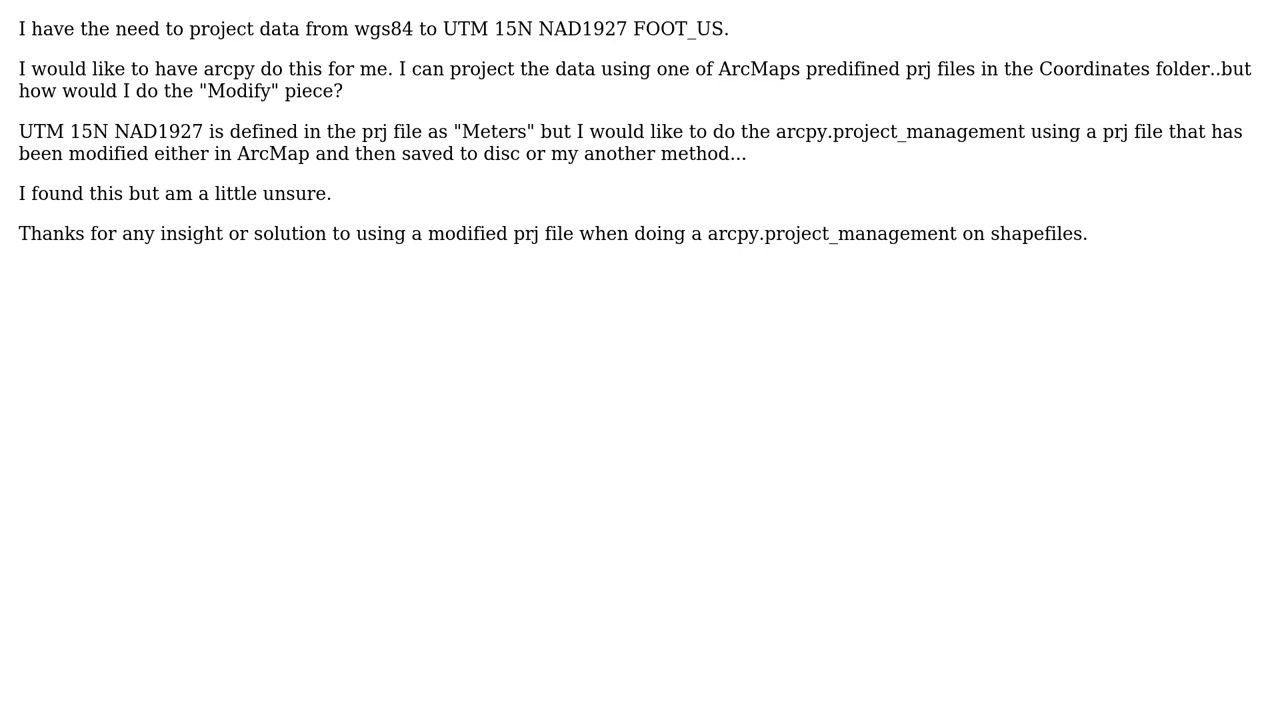 I have the need to project data from wgs84 to UTM 15N NAD1927 FOOT_US.
I would like to have arcpy do this for me. I can project the data using one of ArcMaps predifined prj files in the Coordinates folder..but
how would I do the "Modify" piece?
UTM 15N NAD1927 is defined in the prj file as "Meters" but I would like to do the arcpy.project_management using a prj file that has
been modified either in ArcMap and then saved to disc or my another method...
I found this but am a little unsure.
Thanks for any insight or solution to using a modified prj file when doing a arcpy.project_management on shapefiles.